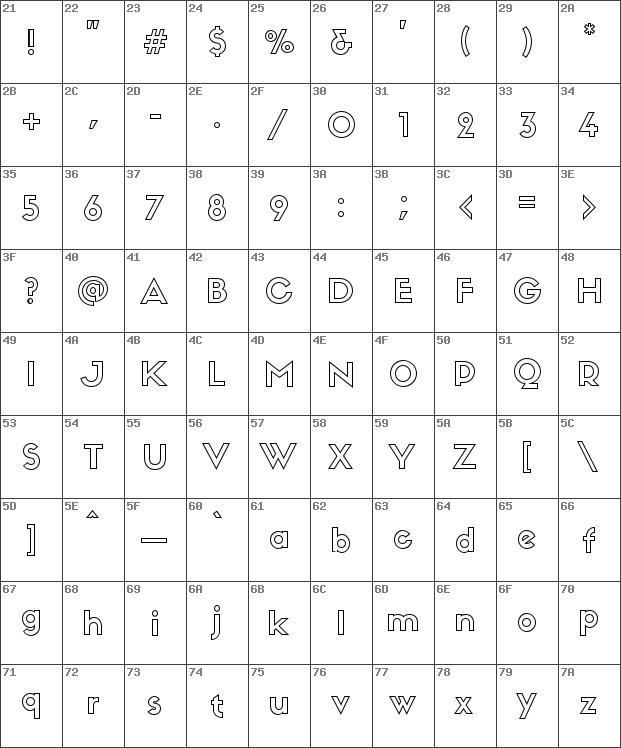 21 22 23 24 25 26 27 28 29 2A
! " # $ % & ' ( ) *
2B 2C 2D 2E 2F 30 31 32 33 34
+ , - . / 0 1 2 3 4
35 36 37 38 39 3A 3B 3C 3D 3E
5 6 7 8 9 : ; < = >
3F 40 41 42 43 44 45 46 47 48
? @ A B C D E F G H
49 4A 4B 4C 4D 4E 4F 50 51 52
I J K L M N O P Q R
53 54 55 56 57 58 59 5A 5B 5C
S T U V W X Y Z [ \
5D 5E 5F 60 61 62 63 64 65 66
] ^ _ ` a b c d e f
67 68 69 6A 6B 6C 6D 6E 6F 70
g h i j k l m n o p
71 72 73 74 75 76 77 78 79 7A
q r s t u v w x y z